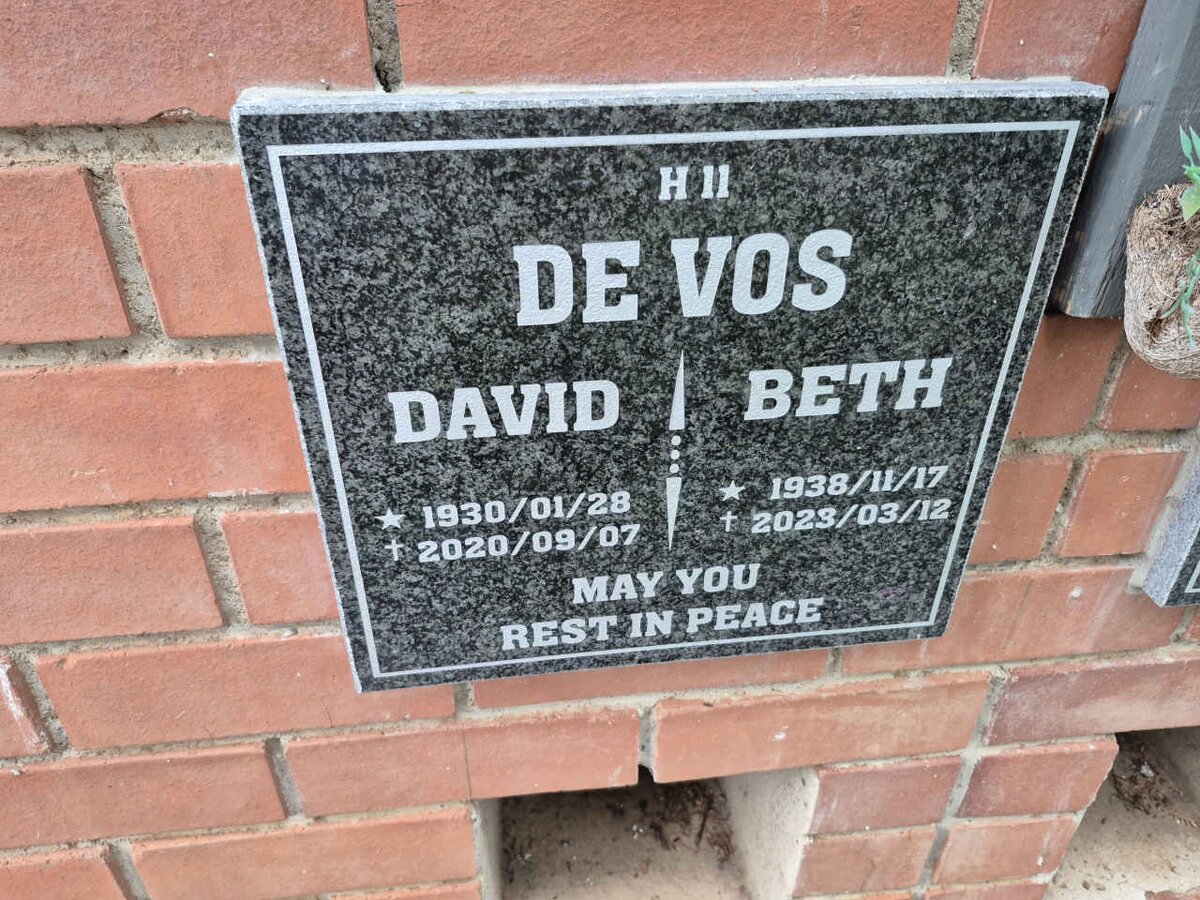 H 11
DE VOS
DAVID BETH
★ 1930/01/28 ★ 1938/11/17
✝ 2020/09/07 ✝ 2023/03/12
MAY YOU
REST IN PEACE